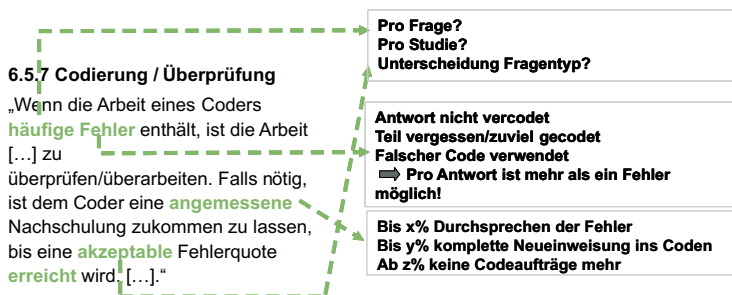 6.5.7 Codierung / Überprüfung
„Wenn die Arbeit eines Coders
häufige Fehler enthält, ist die Arbeit
[…] zu
überprüfen/überarbeiten. Falls nötig,
ist dem Coder eine angemessene
Nachschulung zukommen zu lassen,
bis eine akzeptable Fehlerquote
erreicht wird. […].“
Pro Frage?
Pro Studie?
Unterscheidung Fragentyp?
Antwort nicht vercodet
Teil vergessen/zuviel gecodet
Falscher Code verwendet
Pro Antwort ist mehr als ein Fehler
möglich!
Bis x% Durchsprechen der Fehler
Bis y% komplette Neueinweisung ins Coden
Ab z% keine Codeaufträge mehr